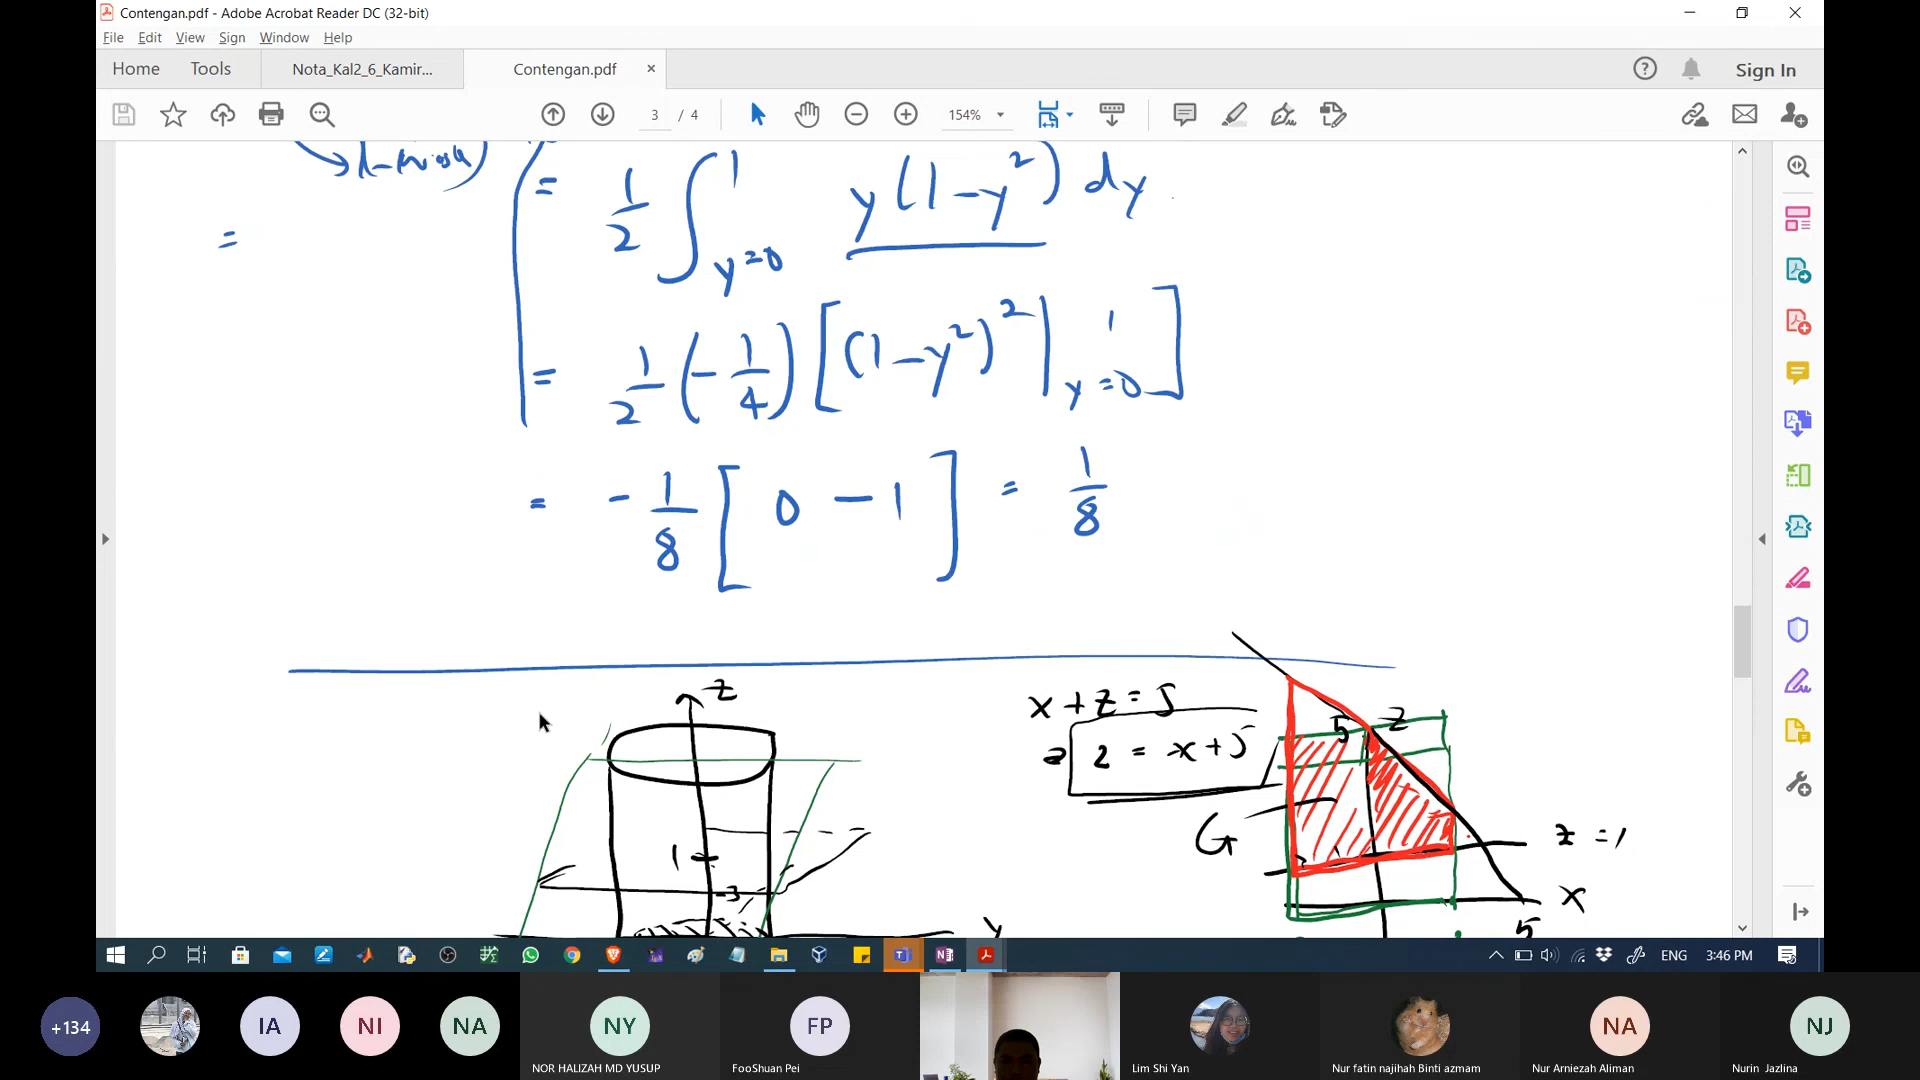 Contengan.pdf - Adobe Acrobat Reader DC (32-bit)
File Edit View Sign Window Help
Home Tools Nota_Kal2_6_Kamir... Contengan.pdf × Sign In
3 / 4 154%
= = 1/2 ∫_{y=0}^{1} y(1-y²) dy
= 1/2 (-1/4) [(1-y²)² |_{y=0}^{1}]
= -1/8 [0 - 1] = 1/8
z
x+z=5
2 = x+5
5 z
G
1
z=1
-3
x
y
5
ENG 3:46 PM
+134 IA NI NA NY FP NA NJ
NOR HALIZAH MD YUSUP FooShuan Pei Lim Shi Yan Nur fatin najihah Binti azmam Nur Arniezah Aliman Nurin Jazlina